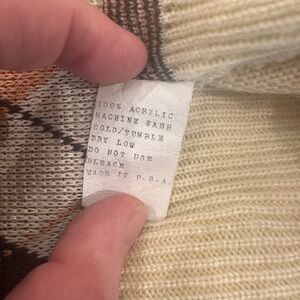 100% ACRYLIC
MACHINE WASH
COLD/TUMBLE
DRY LOW
DO NOT USE
BLEACH
MADE IN U.S.A.